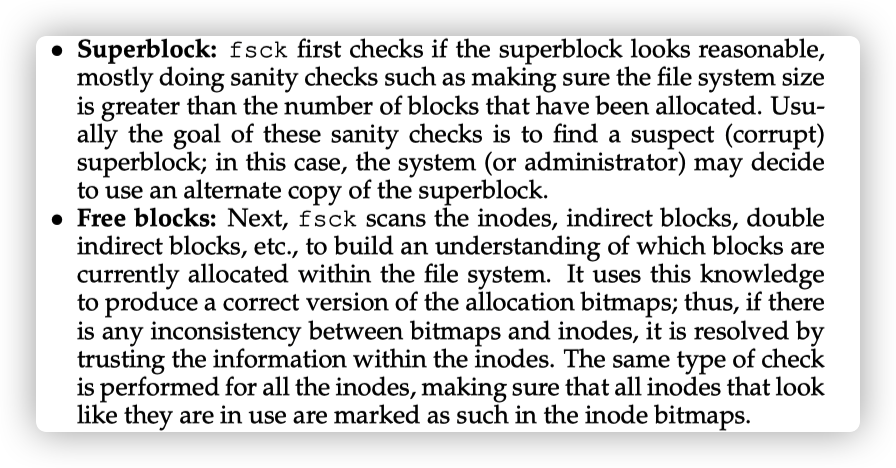 • Superblock: fsck first checks if the superblock looks reasonable,
mostly doing sanity checks such as making sure the file system size
is greater than the number of blocks that have been allocated. Usu-
ally the goal of these sanity checks is to find a suspect (corrupt)
superblock; in this case, the system (or administrator) may decide
to use an alternate copy of the superblock.
• Free blocks: Next, fsck scans the inodes, indirect blocks, double
indirect blocks, etc., to build an understanding of which blocks are
currently allocated within the file system. It uses this knowledge
to produce a correct version of the allocation bitmaps; thus, if there
is any inconsistency between bitmaps and inodes, it is resolved by
trusting the information within the inodes. The same type of check
is performed for all the inodes, making sure that all inodes that look
like they are in use are marked as such in the inode bitmaps.